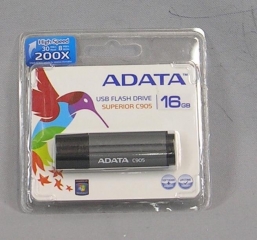 High-Speed
200X
ADATA
USB FLASH DRIVE
SUPERIOR C905
16GB
ADATA C905